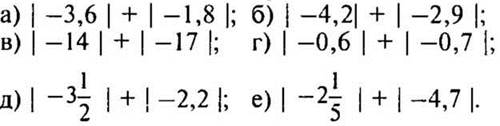 а) | −3,6 | + | −1,8 |; б) | −4,2| + | −2,9 |;
в) | −14 | + | −17 |; г) | −0,6 | + | −0,7 |;
д) | −3 1/2 | + | −2,2 |; е) | −2 1/5 | + | −4,7 |.